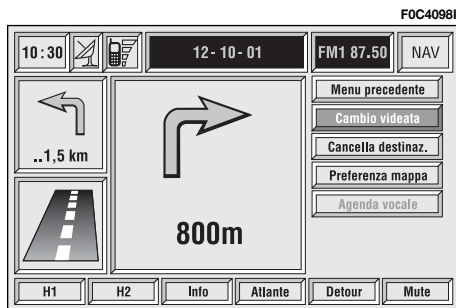 F0C4098I
10:30
12-10-01
FM1 87.50
NAV
..1,5 km
800m
Menu precedente
Cambio videata
Cancella destinaz.
Preferenza mappa
Agenda vocale
H1
H2
Info
Atlante
Detour
Mute